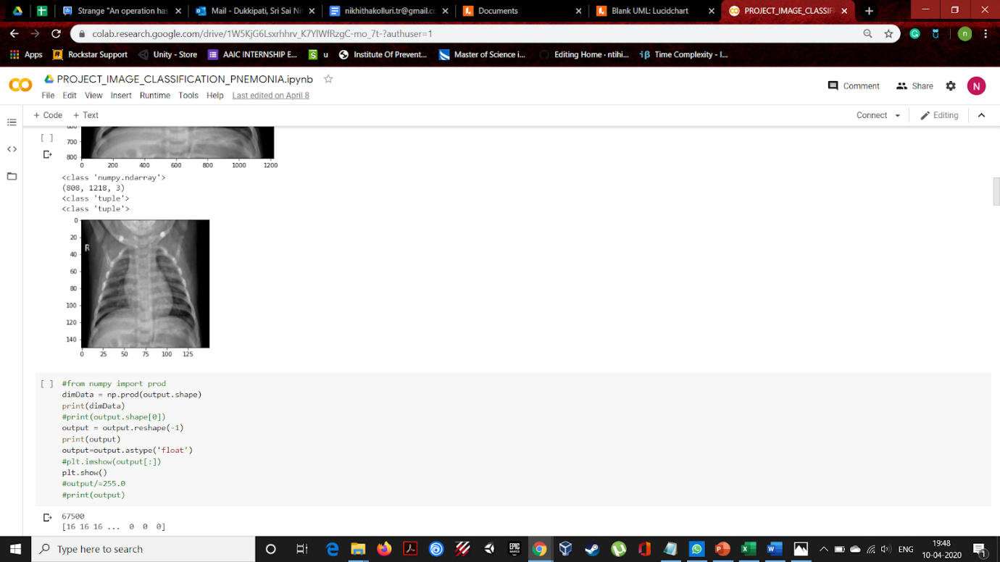 Strange "An operation has
Mail - Dukkipati, Sri Sai Ni
nikhithakolluri.tr@gmail.co
Documents
Blank UML: Lucidchart
PROJECT_IMAGE_CLASSIF
colab.research.google.com/drive/1W5KjG6Lsxrhhrv_K7YlWfRzgC-mo_7t-?authuser=1
n
Apps
Rockstar Support
Unity - Store
AAIC INTERNSHIP E...
$ u
Institute Of Prevent...
Master of Science i...
Editing Home • ntihi...
iB Time Complexity - I...
PROJECT_IMAGE_CLASSIFICATION_PNEMONIA.ipynb
File Edit View Insert Runtime Tools Help Last edited on April 8
Comment
Share
N
+ Code + Text
Connect
Editing
[ ]
600
700
800
0 200 400 600 800 1000 1200
<class 'numpy.ndarray'>
(808, 1218, 3)
<class 'tuple'>
<class 'tuple'>
0
20
R
40
60
80
100
120
140
0 25 50 75 100 125
[ ] #from numpy import prod
dimData = np.prod(output.shape)
print(dimData)
#print(output.shape[0])
output = output.reshape(-1)
print(output)
output=output.astype('float')
#plt.imshow(output[:])
plt.show()
#output/=255.0
#print(output)
67500
[16 16 16 ... 0 0 0]
Type here to search
EPIC GAMES
ENG
19:48
10-04-2020
1